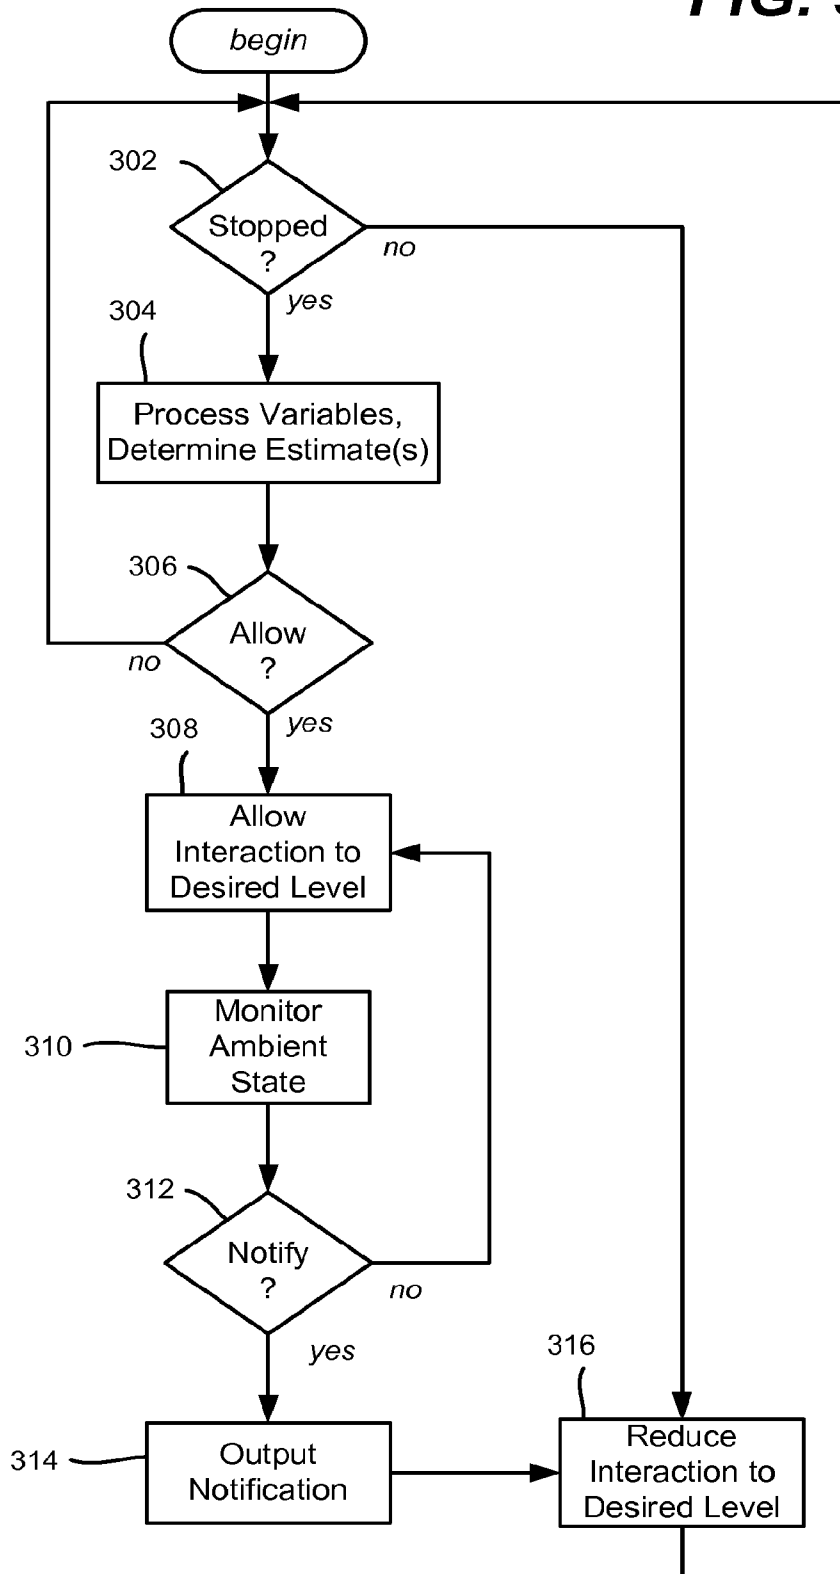 FIG.
begin
302
Stopped
?
no
yes
304
Process Variables,
Determine Estimate(s)
306
Allow
?
no
yes
308
Allow
Interaction to
Desired Level
310
Monitor
Ambient
State
312
Notify
?
no
yes
314
Output
Notification
316
Reduce
Interaction to
Desired Level